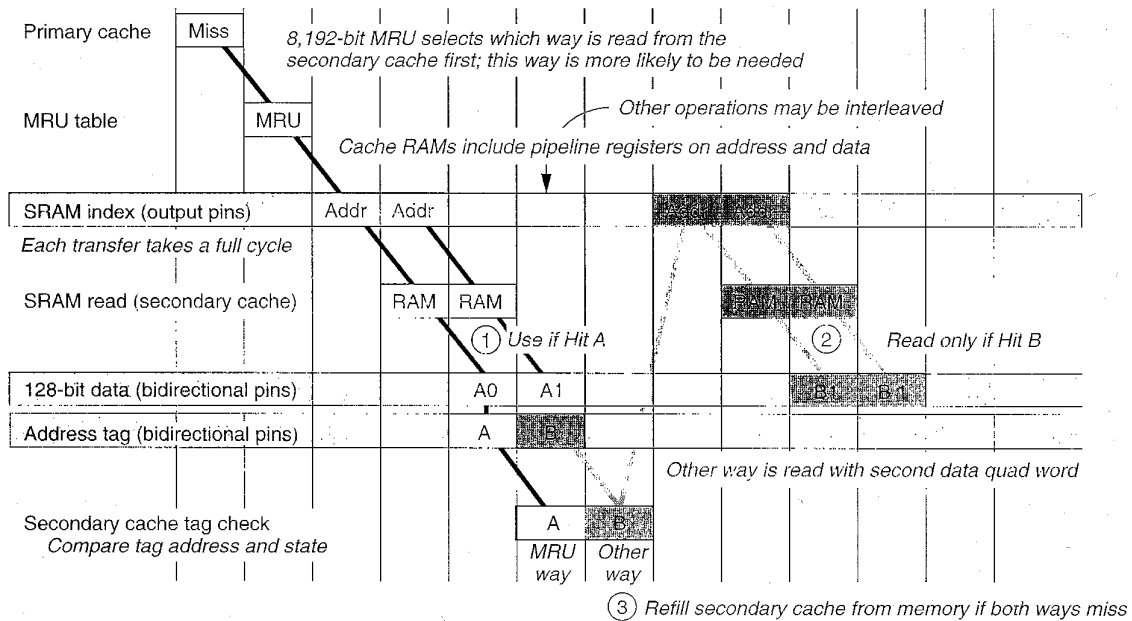 Primary cache
Miss
8,192-bit MRU selects which way is read from the
secondary cache first; this way is more likely to be needed
Other operations may be interleaved
MRU table
MRU
Cache RAMs include pipeline registers on address and data
SRAM index (output pins)
Addr Addr Addr Addr
Each transfer takes a full cycle
SRAM read (secondary cache)
RAM RAM RAM RAM
1 Use if Hit A
2 Read only if Hit B
128-bit data (bidirectional pins)
A0 A1 B1 B1
Address tag (bidirectional pins)
A B
Other way is read with second data quad word
Secondary cache tag check
A B
Compare tag address and state
MRU way
Other way
3 Refill secondary cache from memory if both ways miss